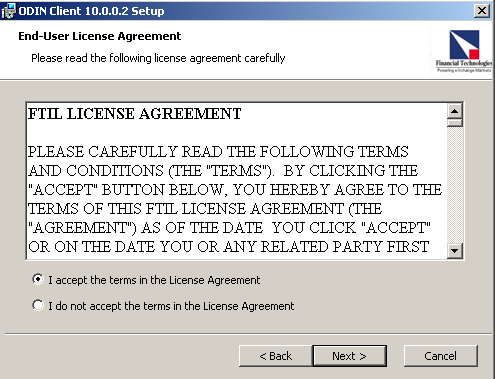 ODIN Client 10.0.0.2 Setup
End-User License Agreement
Please read the following license agreement carefully
Financial Technologies
Powering e-Xchange Markets
FTIL LICENSE AGREEMENT
PLEASE CAREFULLY READ THE FOLLOWING TERMS
AND CONDITIONS (THE "TERMS"). BY CLICKING THE
"ACCEPT" BUTTON BELOW, YOU HEREBY AGREE TO THE
TERMS OF THIS FTIL LICENSE AGREEMENT (THE
"AGREEMENT") AS OF THE DATE YOU CLICK "ACCEPT"
OR ON THE DATE YOU OR ANY RELATED PARTY FIRST
I accept the terms in the License Agreement
I do not accept the terms in the License Agreement
< Back
Next >
Cancel